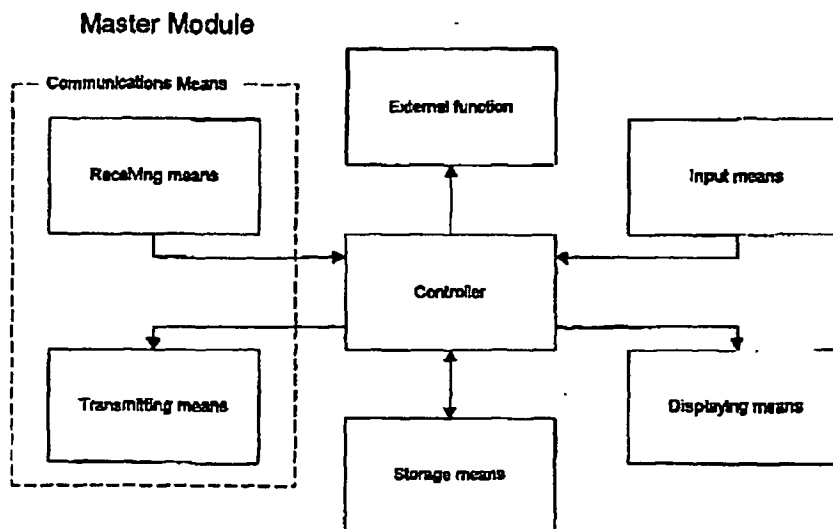 Master Module
Communications Means
External function
Receiving means
Input means
Controller
Transmitting means
Displaying means
Storage means